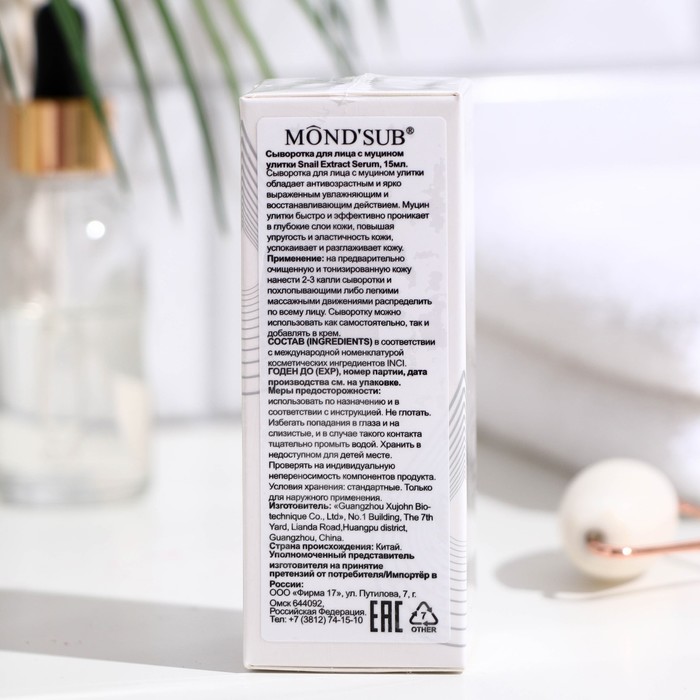 MÔND'SUB®
Сыворотка для лица с муцином
улитки Snail Extract Serum, 15мл.
Сыворотка для лица с муцином улитки
обладает антивозрастным и ярко
выраженным увлажняющим и
восстанавливающим действием. Муцин
улитки быстро и эффективно проникает
в глубокие слои кожи, повышая
упругость и эластичность кожи,
успокаивает и разглаживает кожу.
Применение: на предварительно
очищенную и тонизированную кожу
нанести 2-3 капли сыворотки и
похлопывающими либо легкими
массажными движениями распределить
по всему лицу. Сыворотку можно
использовать как самостоятельно, так и
добавлять в крем.
СОСТАВ (INGREDIENTS) в соответствии
с международной номенклатурой
косметических ингредиентов INCI.
ГОДЕН ДО (EXP), номер партии, дата
производства см. на упаковке.
Меры предосторожности:
использовать по назначению и в
соответствии с инструкцией. Не глотать.
Избегать попадания в глаза и на
слизистые, и в случае такого контакта
тщательно промыть водой. Хранить в
недоступном для детей месте.
Проверять на индивидуальную
непереносимость компонентов продукта.
Условия хранения: стандартные. Только
для наружного применения.
Изготовитель: «Guangzhou Xujohn Bio-
technique Co., Ltd», No.1 Building, The 7th
Yard, Lianda Road,Huangpu district,
Guangzhou, China.
Страна происхождения: Китай.
Уполномоченный представитель
изготовителя на принятие
претензий от потребителя/Импортёр в
России:
ООО «Фирма 17», ул. Путилова, 7, г.
Омск 644092,
Российская Федерация.
Тел: +7 (3812) 74-15-10
EAC
7
OTHER